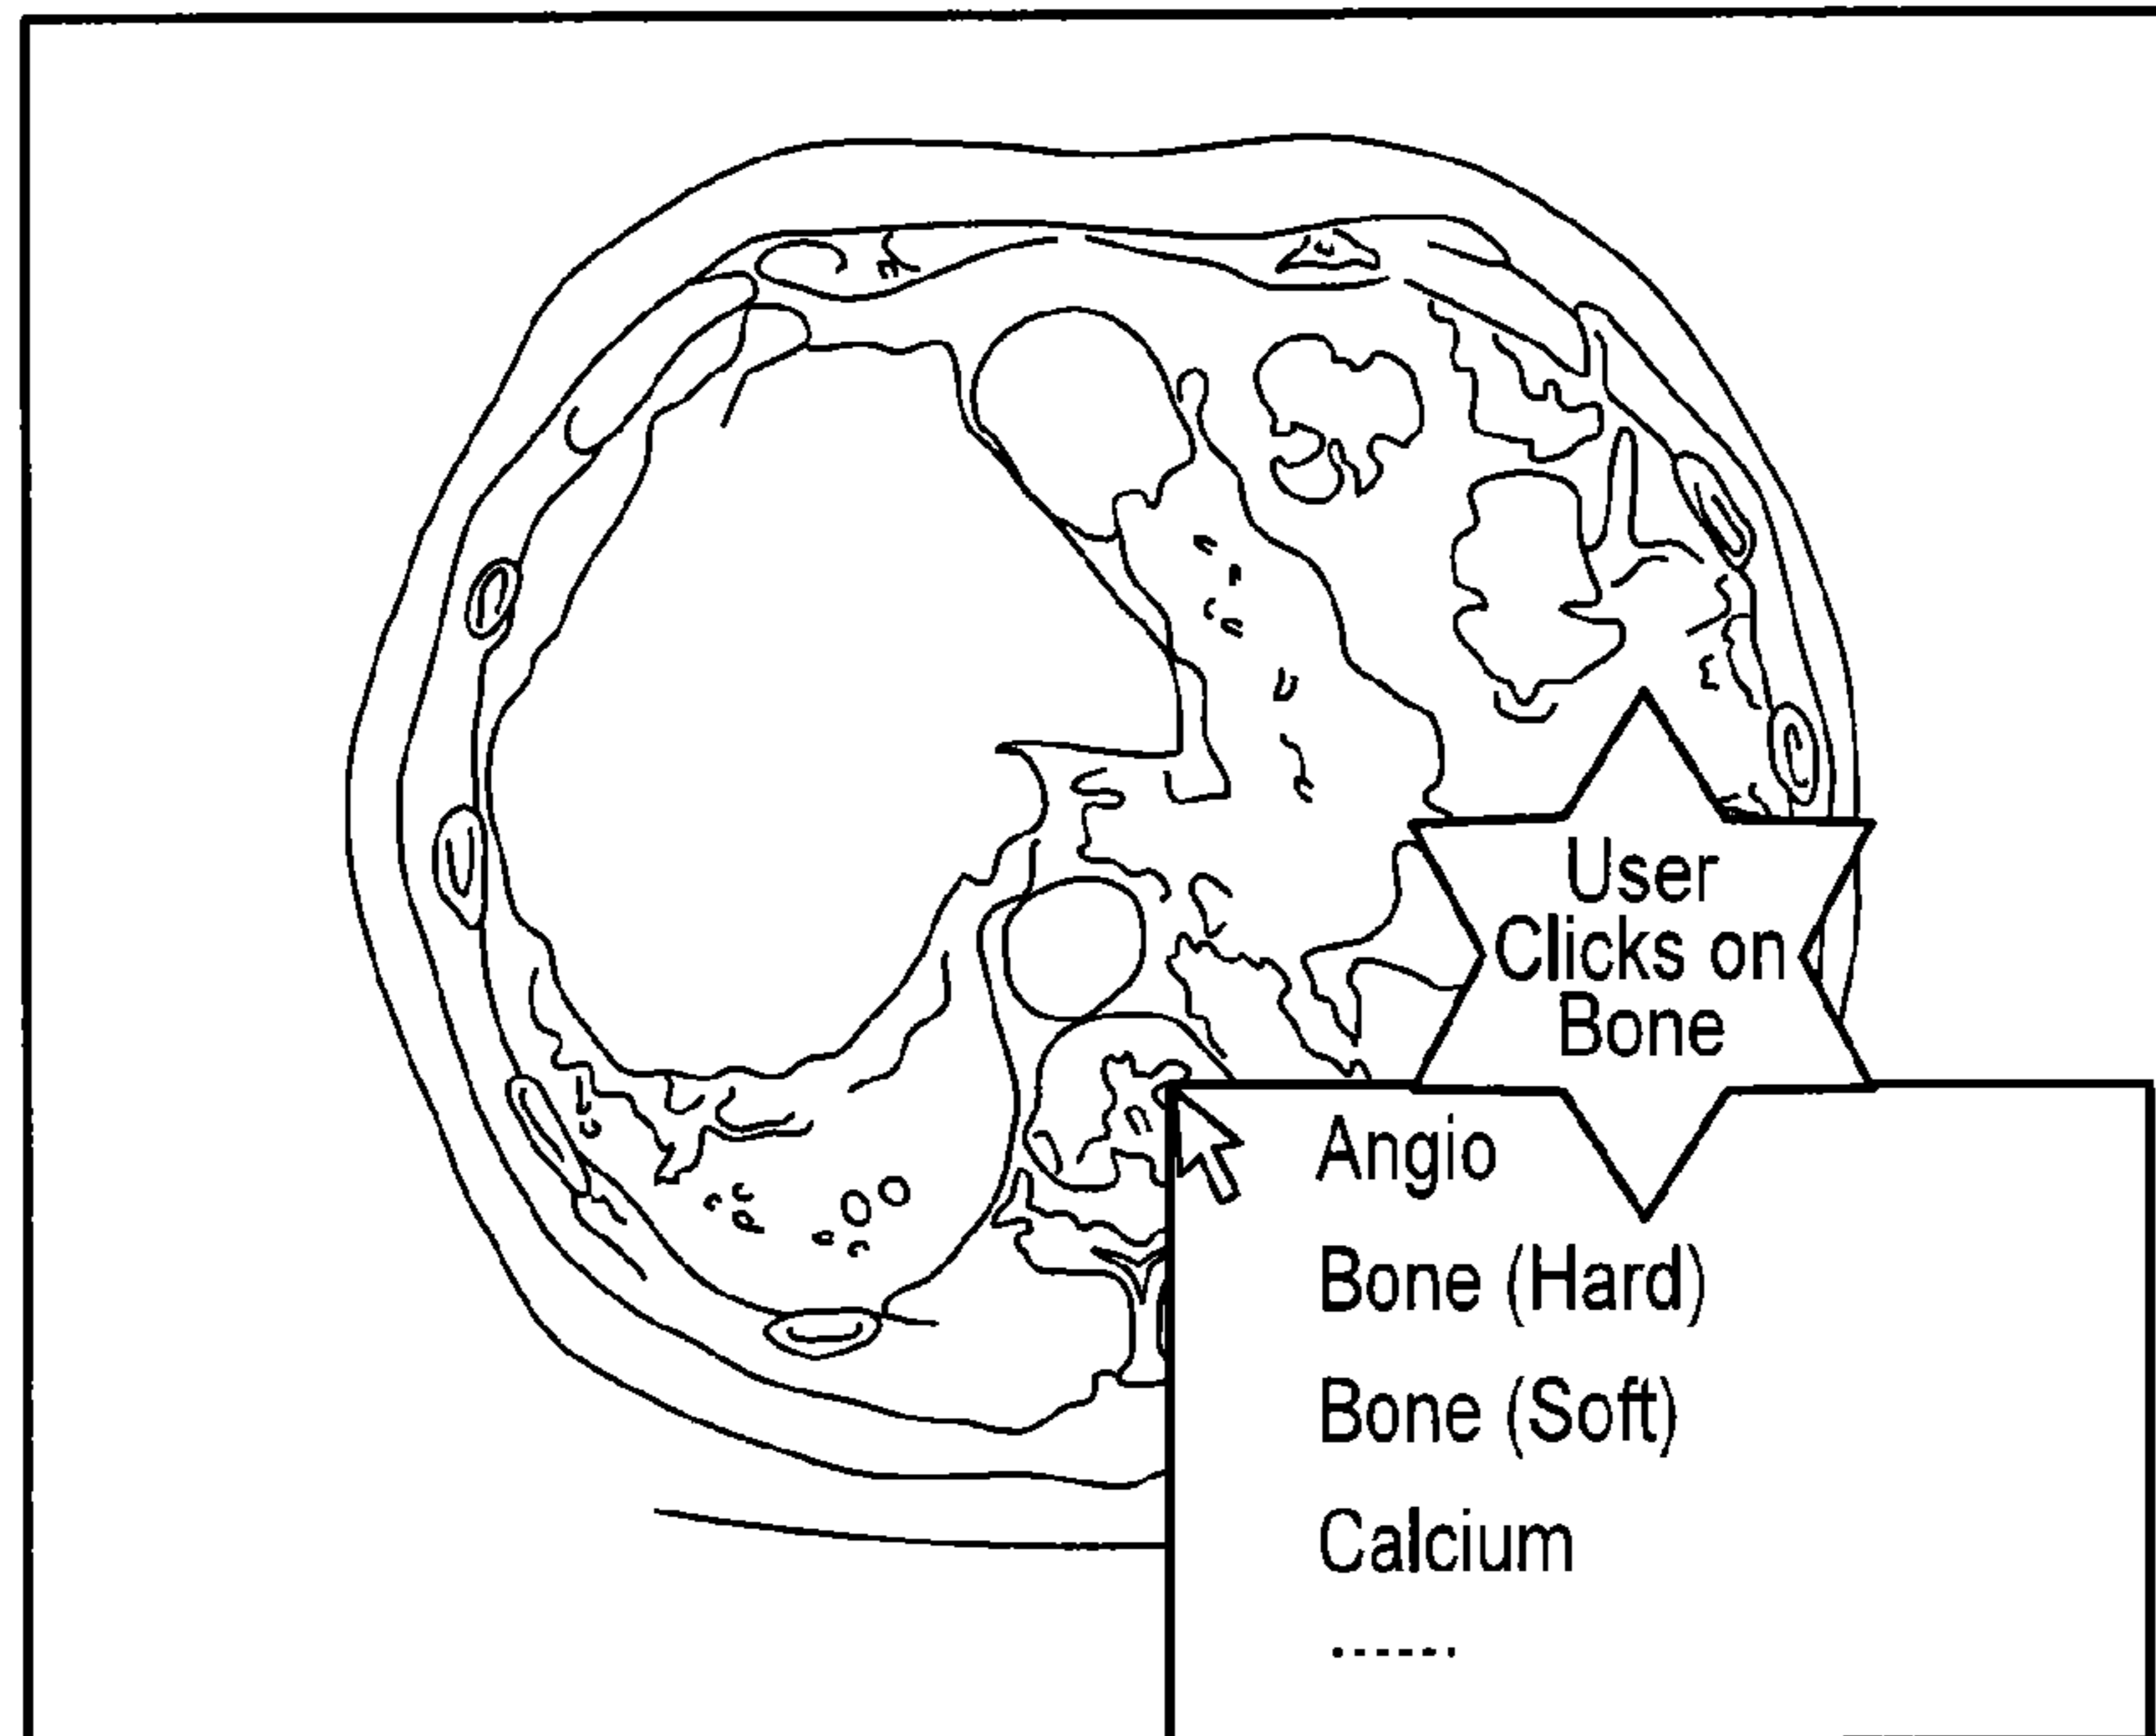 User
Clicks on
Bone
Angio
Bone (Hard)
Bone (Soft)
Calcium
.......